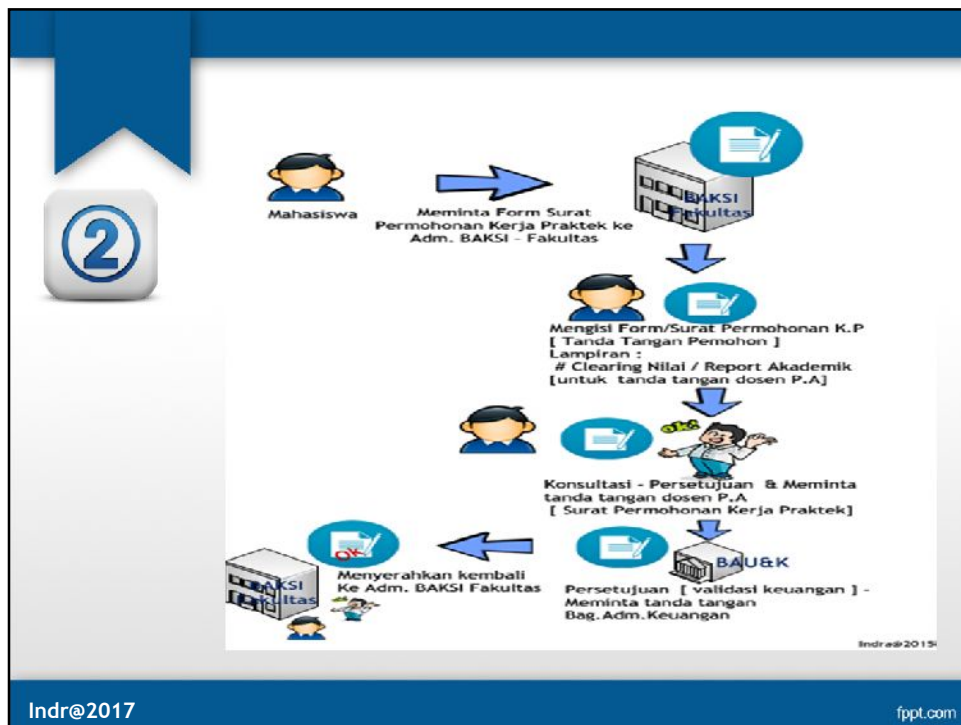 2
Mahasiswa
Meminta Form Surat
Permohonan Kerja Praktek ke
Adm. BAKSI - Fakultas
BAKSI
Fakultas
Mengisi Form/Surat Permohonan K.P
[ Tanda Tangan Pemohon ]
Lampiran :
# Clearing Nilai / Report Akademik
[untuk tanda tangan dosen P.A]
ok!
Konsultasi - Persetujuan & Meminta
tanda tangan dosen P.A
[ Surat Permohonan Kerja Praktek]
BAU&K
Persetujuan [ validasi keuangan ] -
Meminta tanda tangan
Bag.Adm.Keuangan
OK
Menyerahkan kembali
Ke Adm. BAKSI Fakultas
BAKSI
Fakultas
Indra@2015
Indr@2017
fppt.com